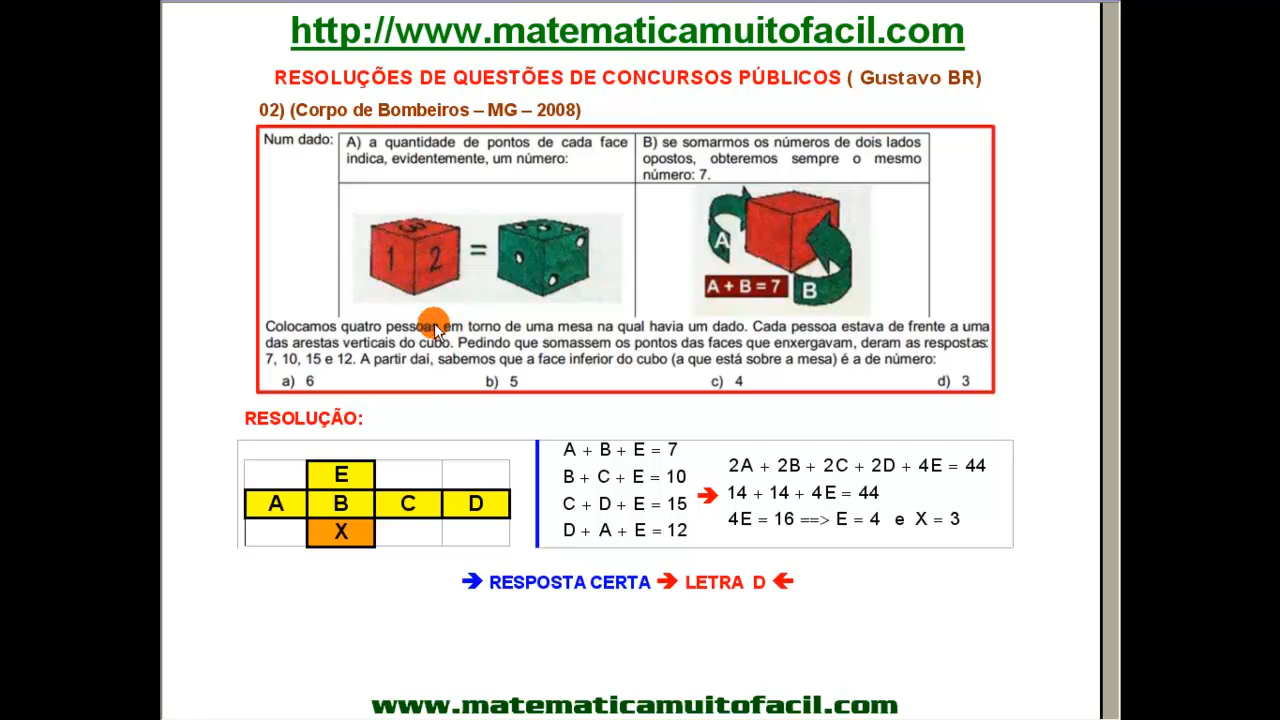 http://www.matematicamuitofacil.com
RESOLUÇÕES DE QUESTÕES DE CONCURSOS PÚBLICOS ( Gustavo BR)
02) (Corpo de Bombeiros – MG – 2008)
Num dado:
A) a quantidade de pontos de cada face
indica, evidentemente, um número:
B) se somarmos os números de dois lados
opostos, obteremos sempre o mesmo
número: 7.
3
1 2 =
A
A + B = 7 B
Colocamos quatro pessoas em torno de uma mesa na qual havia um dado. Cada pessoa estava de frente a uma
das arestas verticais do cubo. Pedindo que somassem os pontos das faces que enxergavam, deram as respostas:
7, 10, 15 e 12. A partir daí, sabemos que a face inferior do cubo (a que está sobre a mesa) é a de número:
a) 6 b) 5 c) 4 d) 3
RESOLUÇÃO:
E
A B C D
X
A + B + E = 7
B + C + E = 10
C + D + E = 15
D + A + E = 12
2A + 2B + 2C + 2D + 4E = 44
14 + 14 + 4E = 44
4E = 16 ==> E = 4 e X = 3
➔ RESPOSTA CERTA ➔ LETRA D 🡸
www.matematicamuitofacil.com